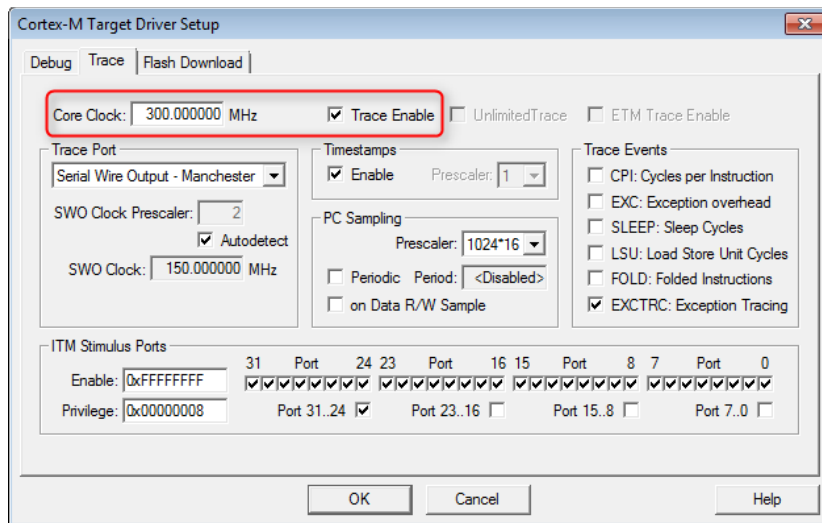 Cortex-M Target Driver Setup
Debug Trace Flash Download
Core Clock: 300.000000 MHz Trace Enable UnlimitedTrace ETM Trace Enable
Trace Port
Serial Wire Output - Manchester
SWO Clock Prescaler: 2
Autodetect
SWO Clock: 150.000000 MHz
Timestamps
Enable Prescaler: 1
PC Sampling
Prescaler: 1024*16
Periodic Period: <Disabled>
on Data R/W Sample
Trace Events
CPI: Cycles per Instruction
EXC: Exception overhead
SLEEP: Sleep Cycles
LSU: Load Store Unit Cycles
FOLD: Folded Instructions
EXCTRC: Exception Tracing
ITM Stimulus Ports
31 Port 24 23 Port 16 15 Port 8 7 Port 0
Enable: 0xFFFFFFFF
Privilege: 0x00000008 Port 31..24 Port 23..16 Port 15..8 Port 7..0
OK Cancel Help